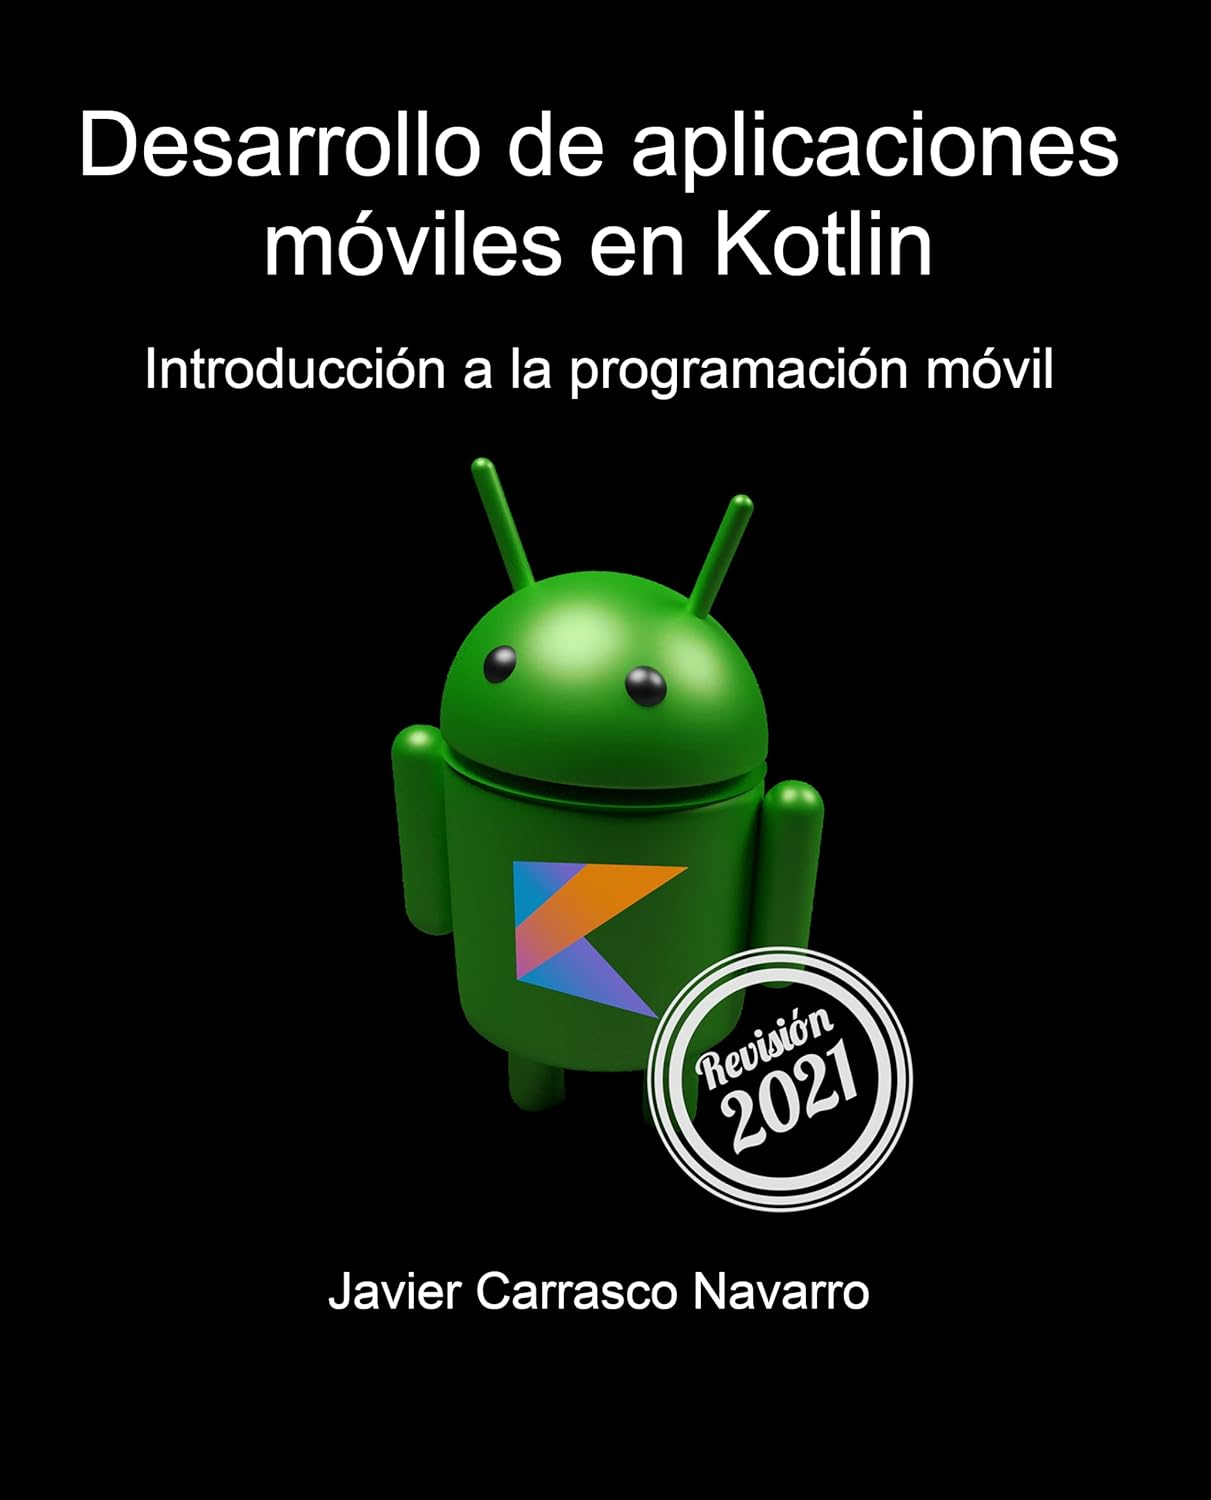 Desarrollo de aplicaciones
móviles en Kotlin
Introducción a la programación móvil
Revisión
2021
Javier Carrasco Navarro